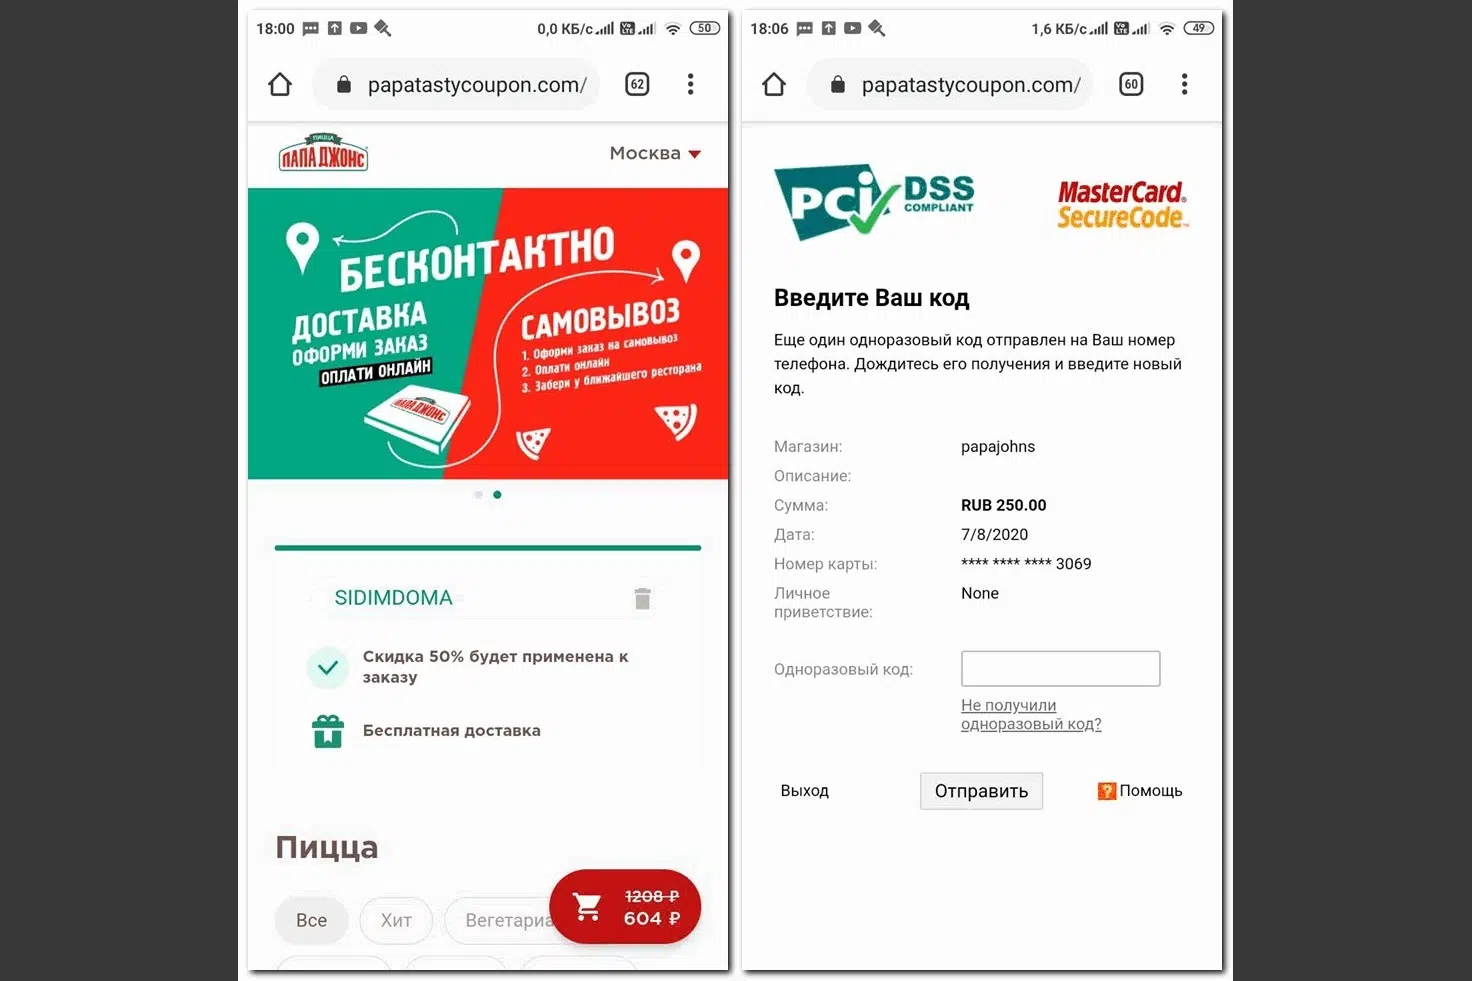 18:00
0,0 КБ/с
50
papatastycoupon.com/
62
ПИЦЦА
ПАПА ДЖОНС
Москва
БЕСКОНТАКТНО
ДОСТАВКА
ОФОРМИ ЗАКАЗ
ОПЛАТИ ОНЛАЙН
САМОВЫВОЗ
1. Оформи заказ на самовывоз
2. Оплати онлайн
3. Забери у ближайшего ресторана
ПАПА ДЖОНС
SIDIMDOMA
Скидка 50% будет применена к
заказу
Бесплатная доставка
Пицца
Все
Хит
Вегетариа
1208 ₽
604 ₽
18:06
1,6 КБ/с
49
papatastycoupon.com/
60
PCi DSS
COMPLIANT
MasterCard.
SecureCode.
Введите Ваш код
Еще один одноразовый код отправлен на Ваш номер
телефона. Дождитесь его получения и введите новый
код.
Магазин: papajohns
Описание:
Сумма: RUB 250.00
Дата: 7/8/2020
Номер карты: **** **** **** 3069
Личное None
приветствие:
Одноразовый код:
Не получили
одноразовый код?
Выход
Отправить
? Помощь